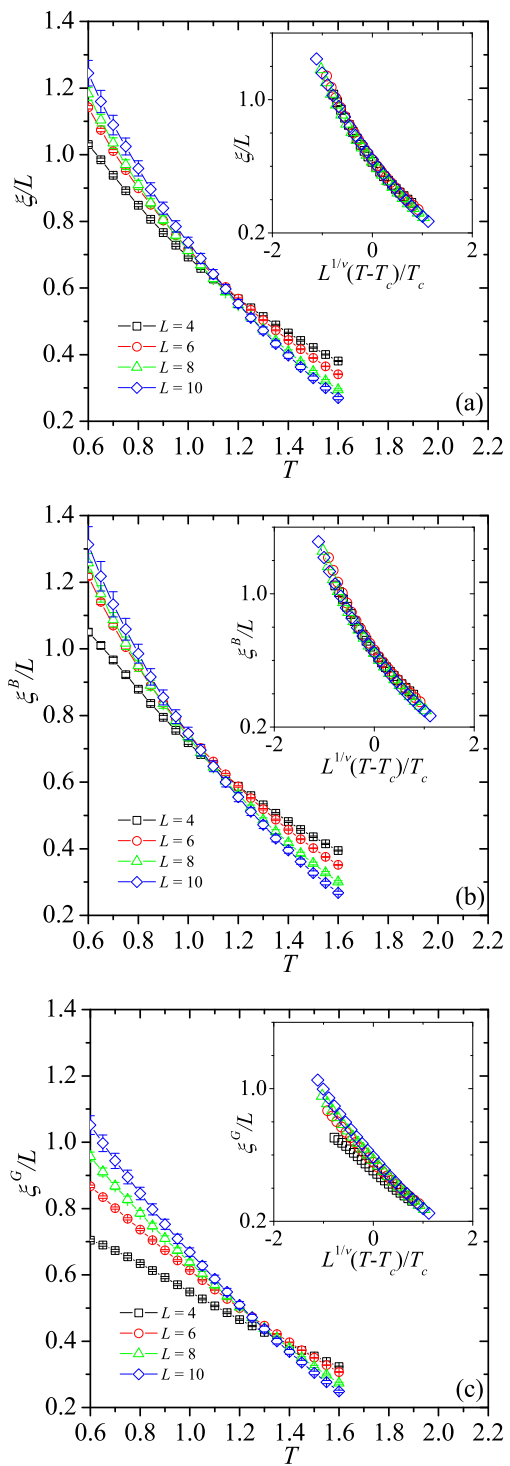 1.4
1.2
1.0
0.8
0.6
0.4
0.2
ξ/L
0.6 0.8 1.0 1.2 1.4 1.6 1.8 2.0 2.2
T
L = 4
L = 6
L = 8
L = 10
(a)
1.0
0.2
ξ/L
-2 0 2
L^{1/ν}(T-T_c)/T_c
1.4
1.2
1.0
0.8
0.6
0.4
0.2
ξ^B/L
0.6 0.8 1.0 1.2 1.4 1.6 1.8 2.0 2.2
T
L = 4
L = 6
L = 8
L = 10
(b)
1.0
0.2
ξ^B/L
-2 0 2
L^{1/ν}(T-T_c)/T_c
1.4
1.2
1.0
0.8
0.6
0.4
0.2
ξ^G/L
0.6 0.8 1.0 1.2 1.4 1.6 1.8 2.0 2.2
T
L = 4
L = 6
L = 8
L = 10
(c)
1.0
0.2
ξ^G/L
-2 0 2
L^{1/ν}(T-T_c)/T_c